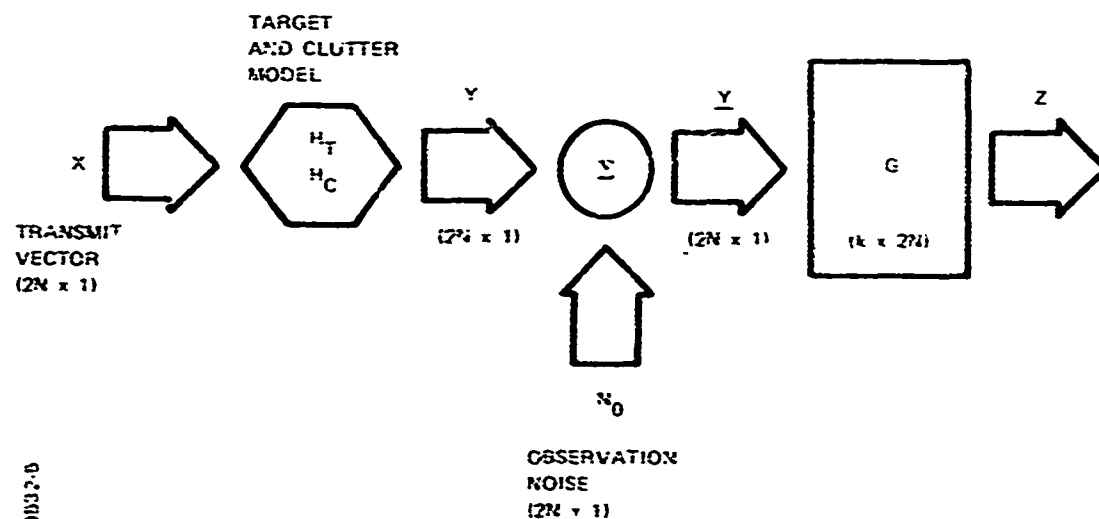 TARGET
AND CLUTTER
MODEL
X
TRANSMIT
VECTOR
(2N x 1)
H_T
H_C
Y
(2N x 1)
Σ
N_0
OBSERVATION
NOISE
(2N x 1)
Y
(2N x 1)
G
(k x 2N)
Z